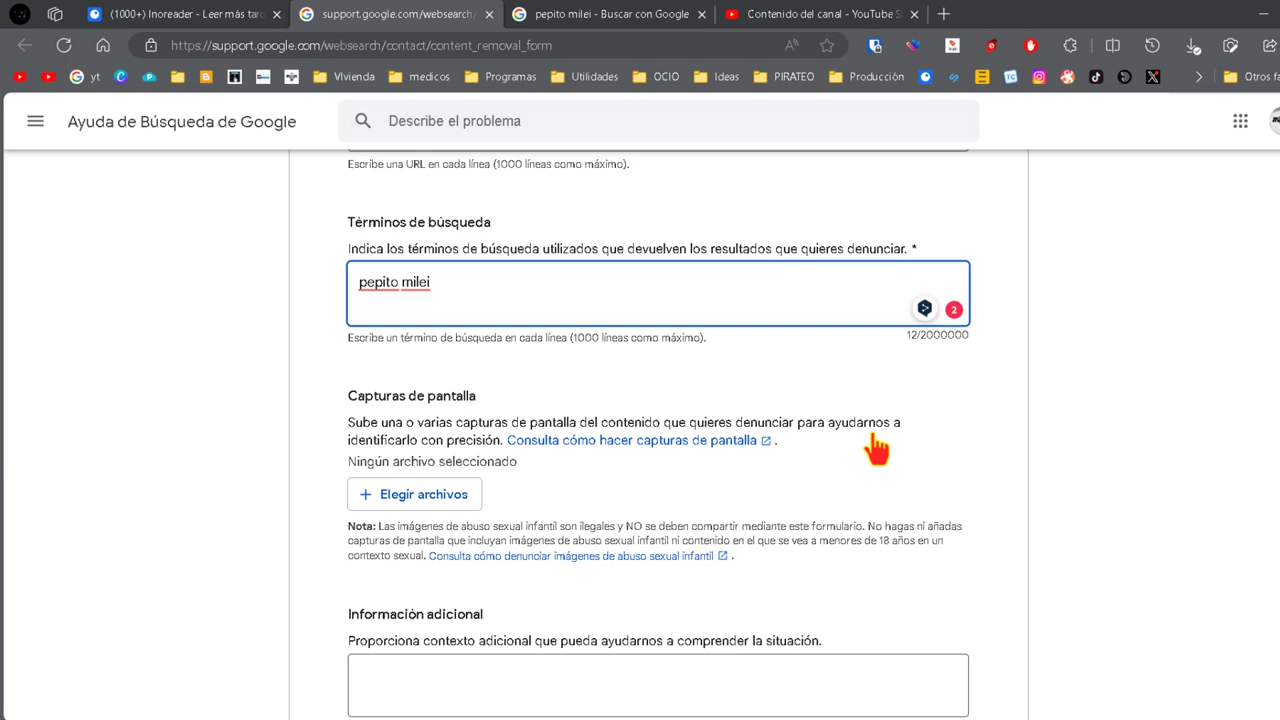 (1000+) Inoreader - Leer más tarde
support.google.com/websearch/
pepito milei - Buscar con Google
Contenido del canal - YouTube S
https://support.google.com/websearch/contact/content_removal_form
yt
VIvienda
medicos
Programas
Utilidades
OCIO
Ideas
PIRATEO
Producción
Otros fa
Ayuda de Búsqueda de Google
Describe el problema
Escribe una URL en cada línea (1000 líneas como máximo).
Términos de búsqueda
Indica los términos de búsqueda utilizados que devuelven los resultados que quieres denunciar. *
pepito milei
2
Escribe un término de búsqueda en cada línea (1000 líneas como máximo).
12/2000000
Capturas de pantalla
Sube una o varias capturas de pantalla del contenido que quieres denunciar para ayudarnos a
identificarlo con precisión. Consulta cómo hacer capturas de pantalla .
Ningún archivo seleccionado
+ Elegir archivos
Nota: Las imágenes de abuso sexual infantil son ilegales y NO se deben compartir mediante este formulario. No hagas ni añadas
capturas de pantalla que incluyan imágenes de abuso sexual infantil ni contenido en el que se vea a menores de 18 años en un
contexto sexual. Consulta cómo denunciar imágenes de abuso sexual infantil .
Información adicional
Proporciona contexto adicional que pueda ayudarnos a comprender la situación.